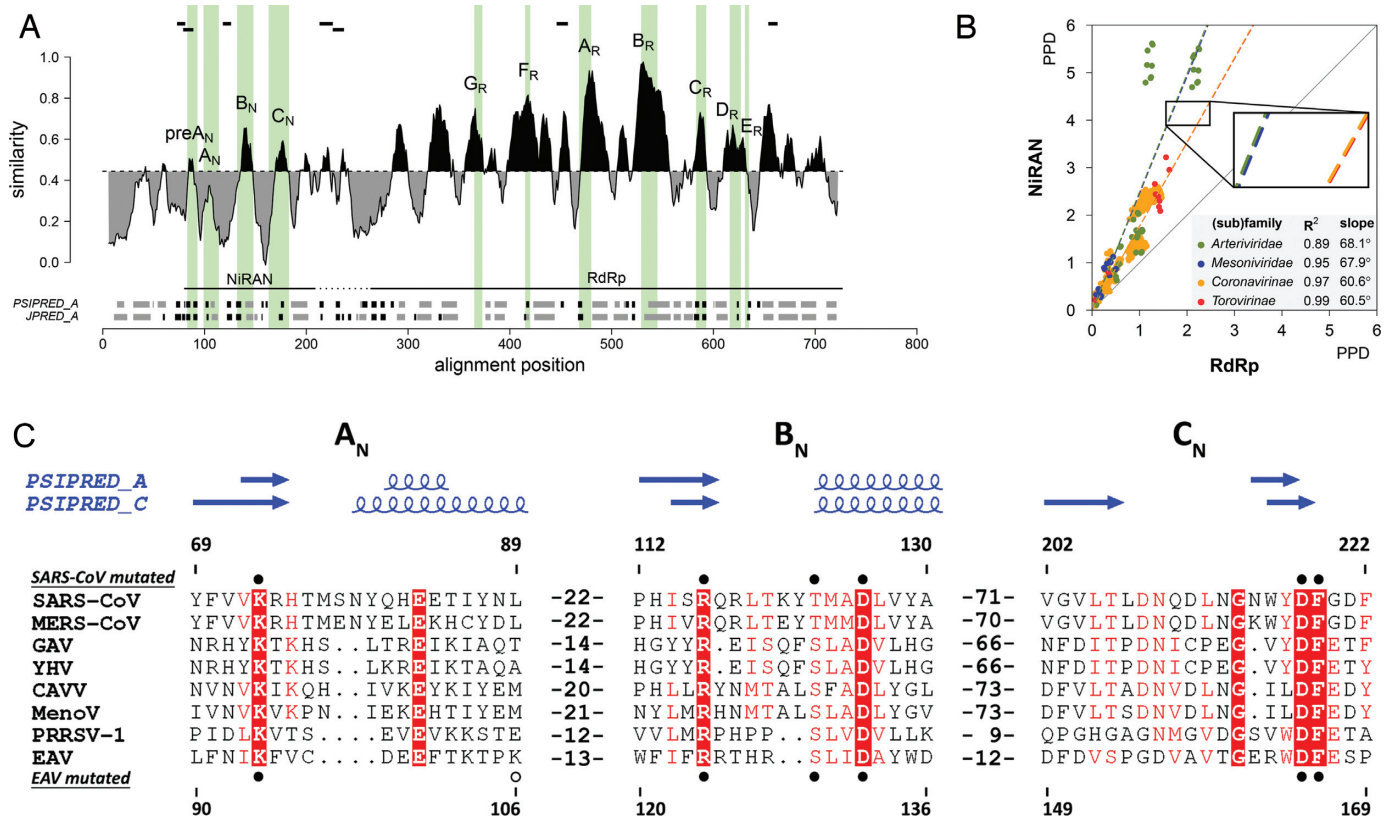 A
similarity
1.0
0.8
0.6
0.4
0.2
0.0
preA_N
A_N
B_N
C_N
G_R
F_R
A_R
B_R
C_R
D_R
E_R
NiRAN
RdRp
PSIPRED_A
JPRED_A
0 100 200 300 400 500 600 700 800
alignment position
B
PPD
NiRAN
6
5
4
3
2
1
0
(sub)family R² slope
Arteriviridae 0.89 68.1°
Mesoniviridae 0.95 67.9°
Coronavirinae 0.97 60.6°
Torovirinae 0.99 60.5°
0 1 2 3 4 5 6
RdRp
PPD
C
A_N B_N C_N
PSIPRED_A
PSIPRED_C
69 89 112 130 202 222
SARS-CoV mutated
SARS-CoV YFVVKRHTMSNYQHEETIYNL -22- PHISRQRLTKYTMADLVYA -71- VGVLTLDNQDLNGNWYDFGDF
MERS-CoV YFVVKRHTMENYELEKHCYDL -22- PHIVRQRLTEYTMMDLVYA -70- VGVLTLDNQDLNGKWYDFGDF
GAV NRHYKTKHS..LTREIKIAQT -14- HGYYR.EISQFSLADVLHG -66- NFDITPDNICPEG.VYDFETF
YHV NRHYKTKHS..LKREIKTAQA -14- HGYYR.EISQFSLADVLHG -66- NFDITPDNICPEG.VYDFETF
CAVV NVNVKIKQH..IVKEYKIYEM -20- PHLLRYNMTALSFADLYGL -73- DFVLTADNVDLNG.ILDFEDY
MenoV IVNVKVKPN..IEKEHTIYEM -21- NYLMRHNMTALSLADLYGV -73- DFVLTSDNVDLNG.ILDFEDY
PRRSV-1 PIDLKVTS....EVEVKKSTE -12- VVLMRPHPP..SLVDVLLK - 9- QPGHGAGNMGVDGSVWDFETA
EAV LFNIKFVC....DEEFTKTPK -13- WFIFRRTHR..SLIDAYWD -12- DFDVSPGDVAVTGERWDFESP
EAV mutated
90 106 120 136 149 169